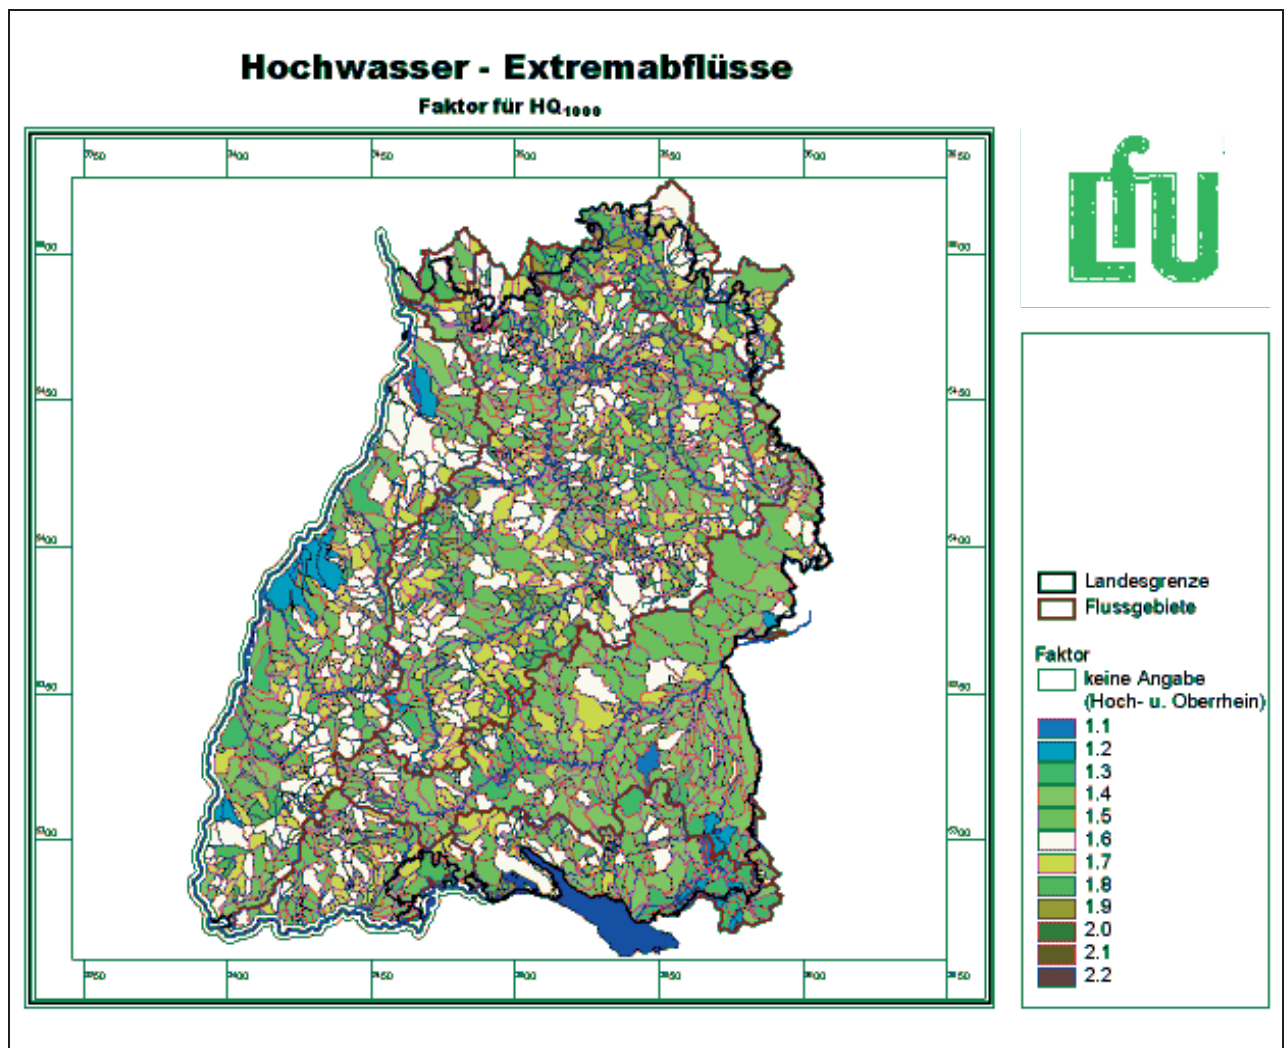 Hochwasser - Extremabflüsse
Faktor für HQ₁₀₀₀
LfU
Landesgrenze
Flussgebiete
Faktor
keine Angabe
(Hoch- u. Oberrhein)
1.1
1.2
1.3
1.4
1.5
1.6
1.7
1.8
1.9
2.0
2.1
2.2